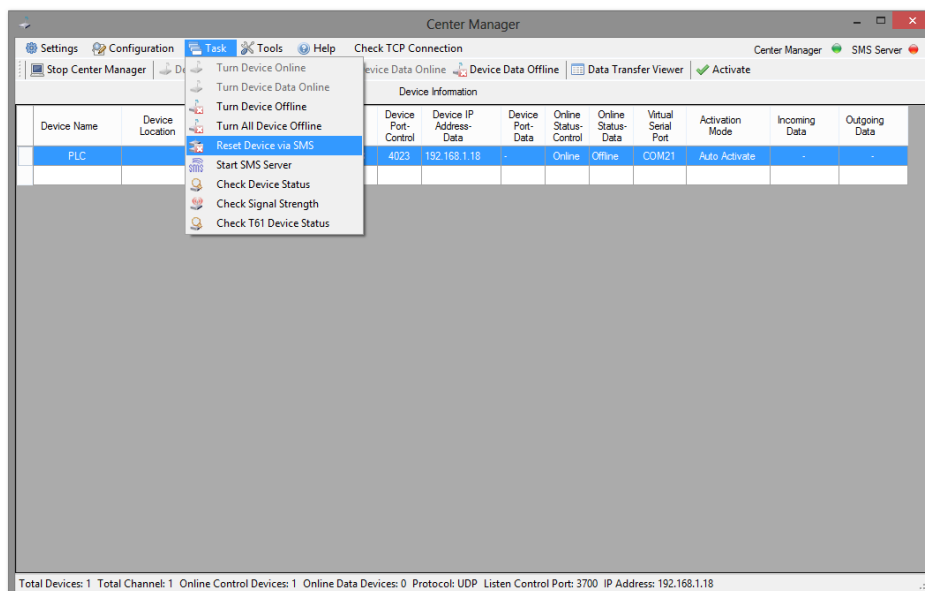 Center Manager
Settings Configuration Task Tools Help Check TCP Connection Center Manager SMS Server
Stop Center Manager Device Data Online Device Data Offline Data Transfer Viewer Activate
Device Information
Device Name Device Location Device Port-Control Device IP Address-Data Device Port-Data Online Status-Control Online Status-Data Virtual Serial Port Activation Mode Incoming Data Outgoing Data
PLC 4023 192.168.1.18 - Online Offline COM21 Auto Activate - -
Turn Device Online
Turn Device Data Online
Turn Device Offline
Turn All Device Offline
Reset Device via SMS
Start SMS Server
Check Device Status
Check Signal Strength
Check T61 Device Status
Total Devices: 1 Total Channel: 1 Online Control Devices: 1 Online Data Devices: 0 Protocol: UDP Listen Control Port: 3700 IP Address: 192.168.1.18